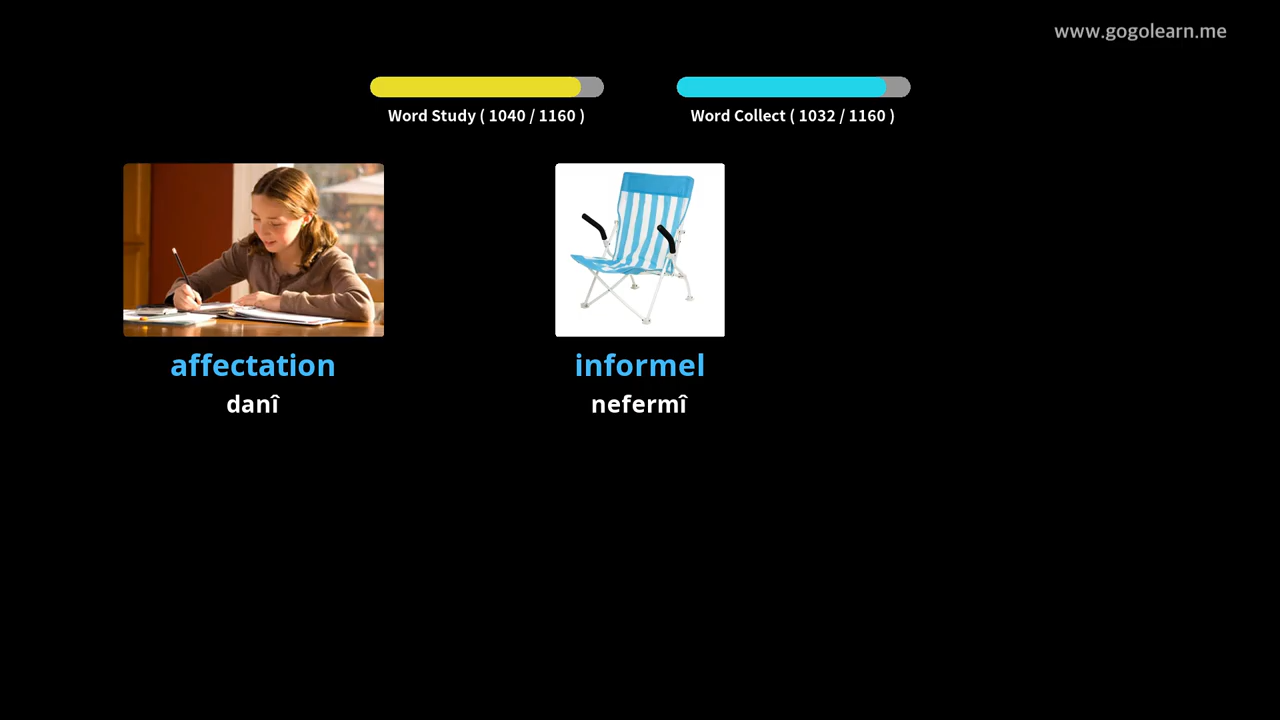 www.gogolearn.me
Word Study ( 1040 / 1160 )
Word Collect ( 1032 / 1160 )
affectation
danî
informel
nefermî